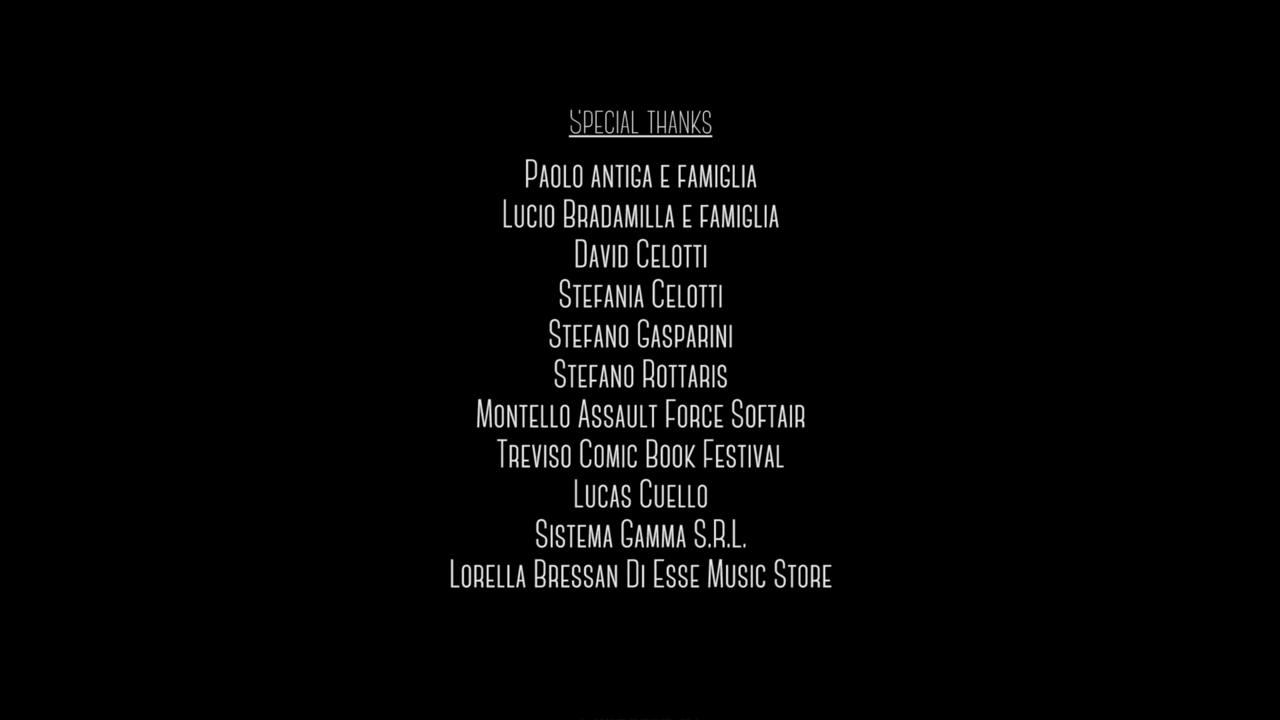 Special thanks
Paolo antiga e famiglia
Lucio Bradamilla e famiglia
David Celotti
Stefania Celotti
Stefano Gasparini
Stefano Rottaris
Montello Assault Force Softair
Treviso Comic Book Festival
Lucas Cuello
Sistema Gamma S.R.L.
Lorella Bressan Di Esse Music Store